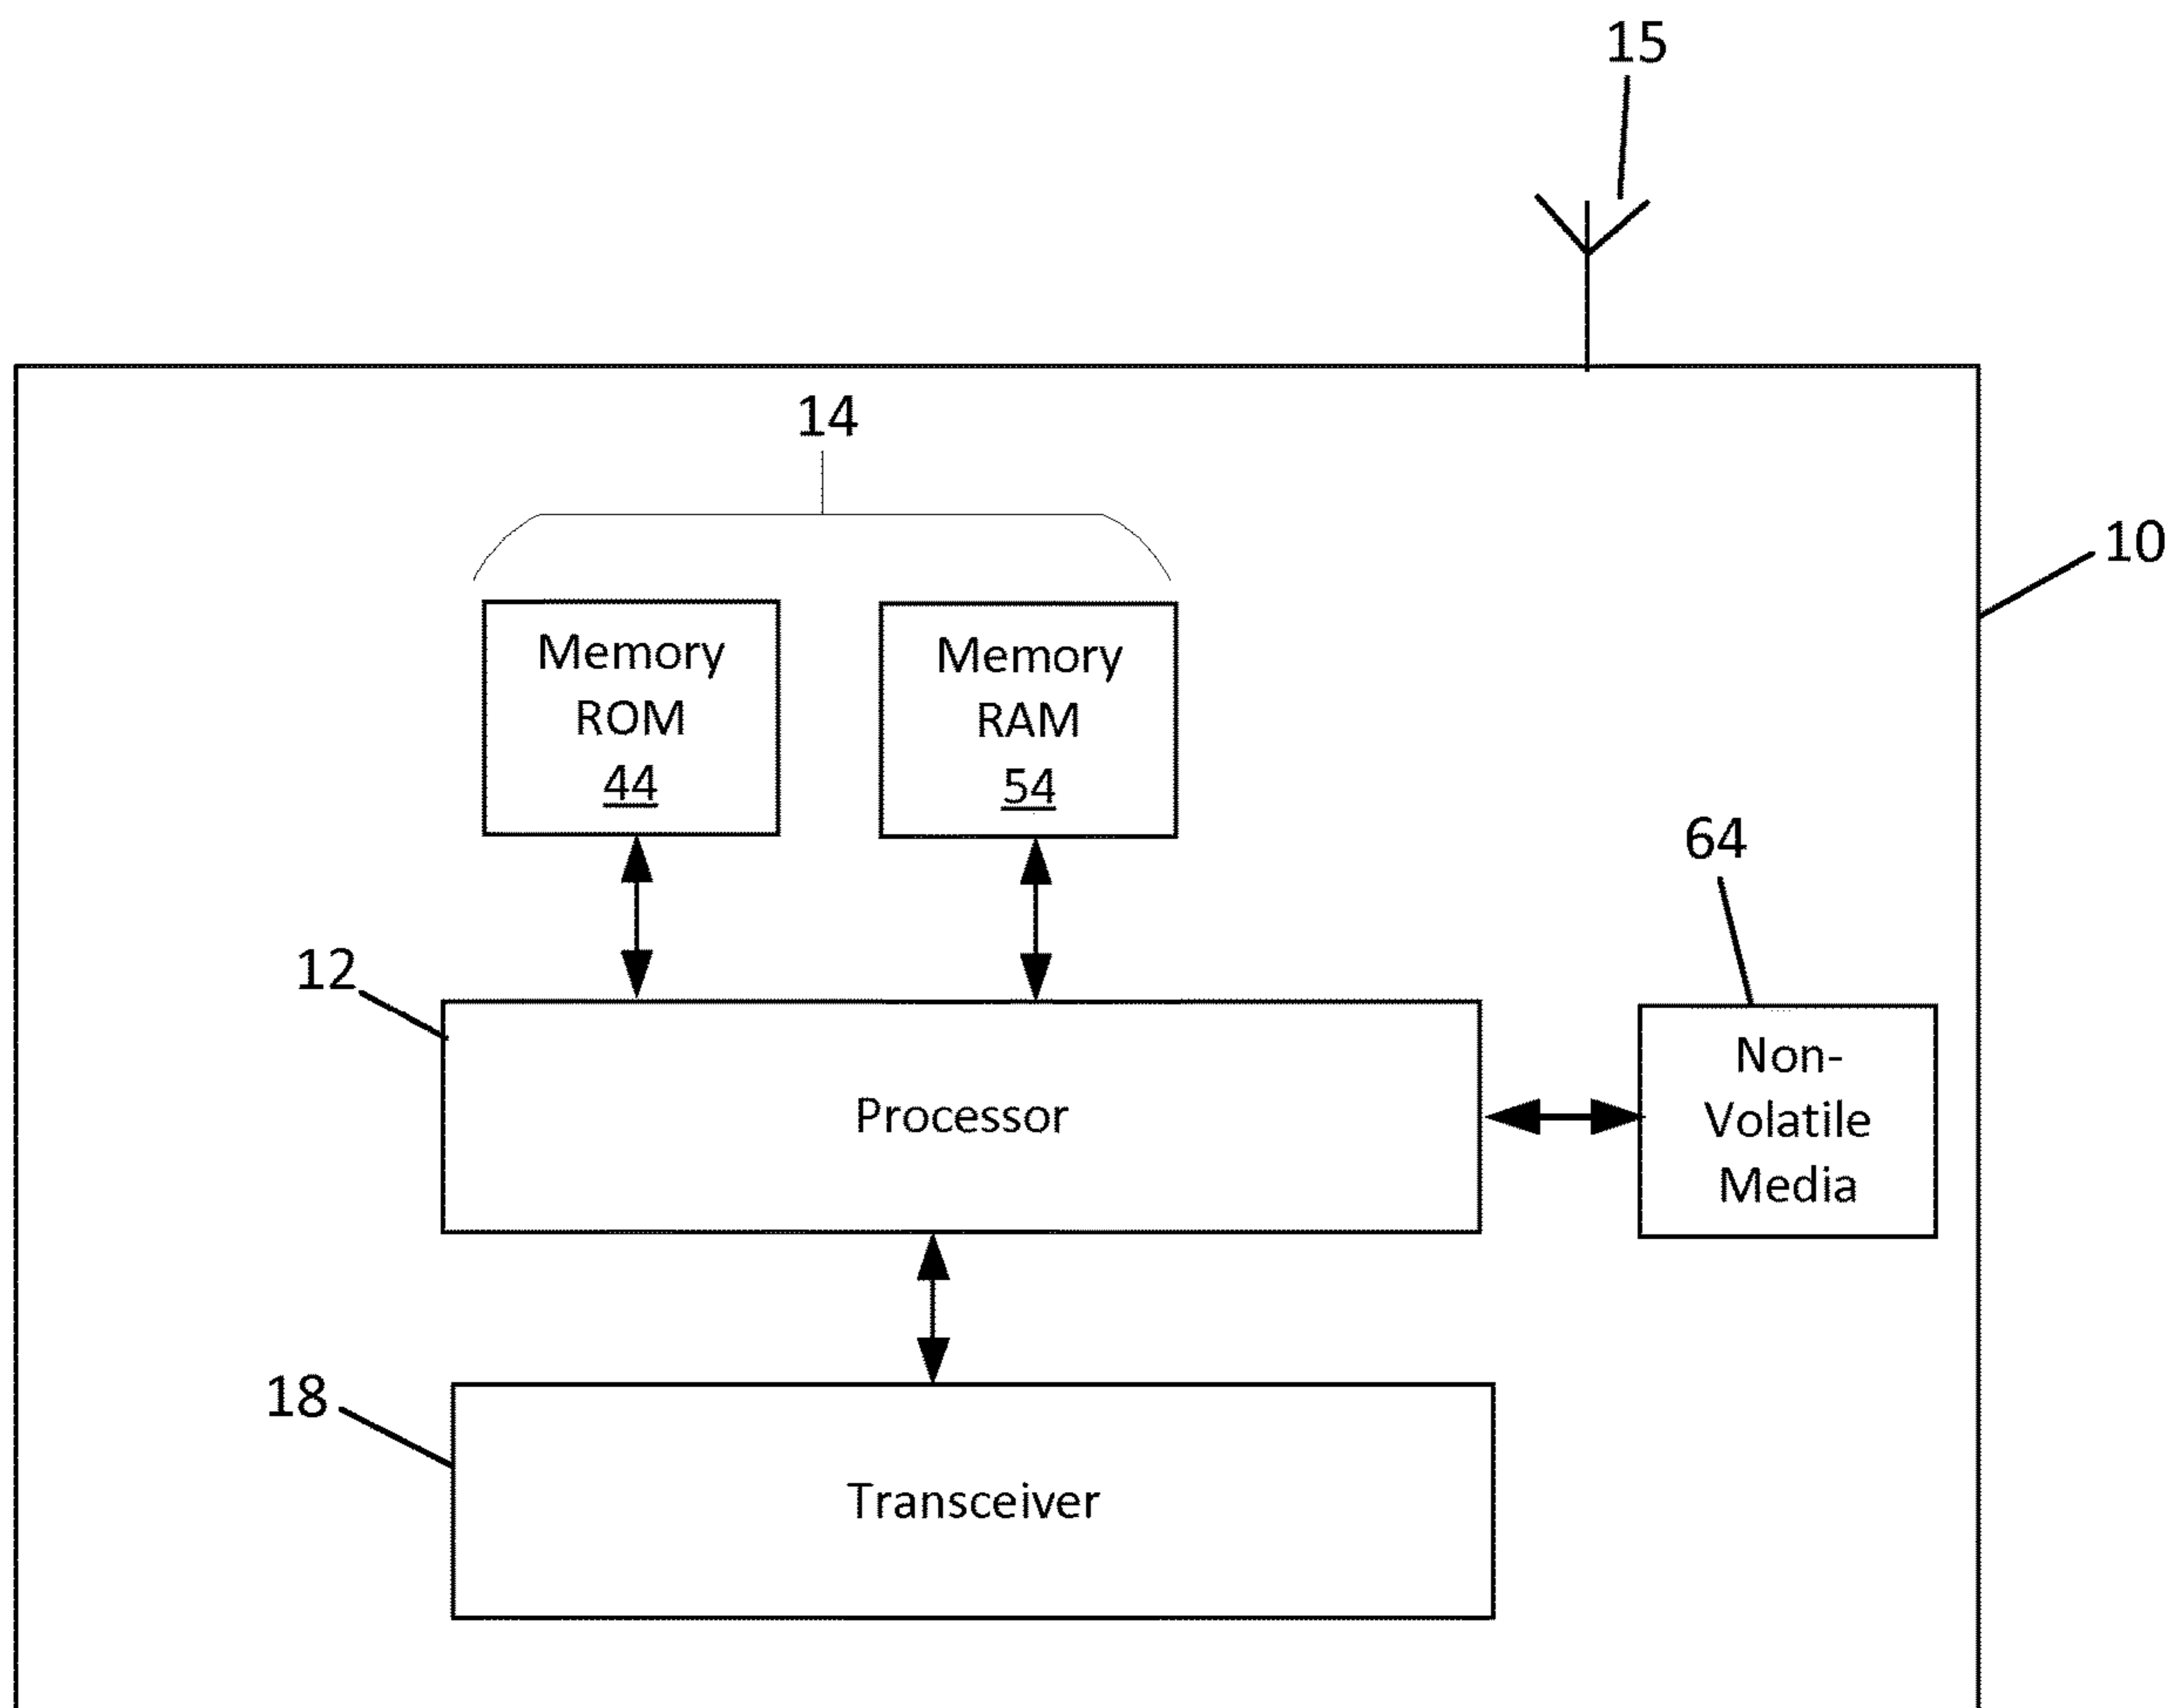 15
14
10
Memory
ROM
44
Memory
RAM
54
64
12
Processor
Non-
Volatile
Media
18
Transceiver